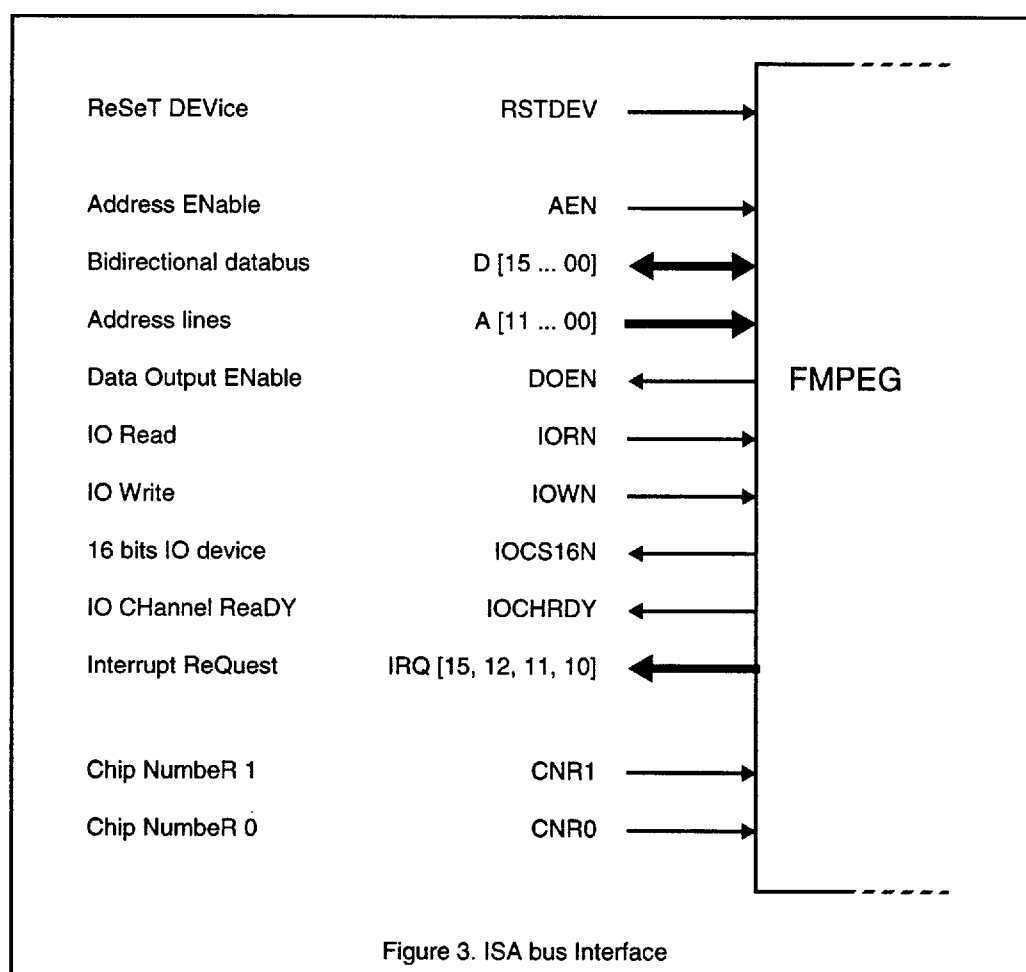 ReSeT DEVice RSTDEV
Address ENable AEN
Bidirectional databus D [15 ... 00]
Address lines A [11 ... 00]
Data Output ENable DOEN
FMPEG
IO Read IORN
IO Write IOWN
16 bits IO device IOCS16N
IO CHannel ReaDY IOCHRDY
Interrupt ReQuest IRQ [15, 12, 11, 10]
Chip NumbeR 1 CNR1
Chip NumbeR 0 CNR0
Figure 3. ISA bus Interface